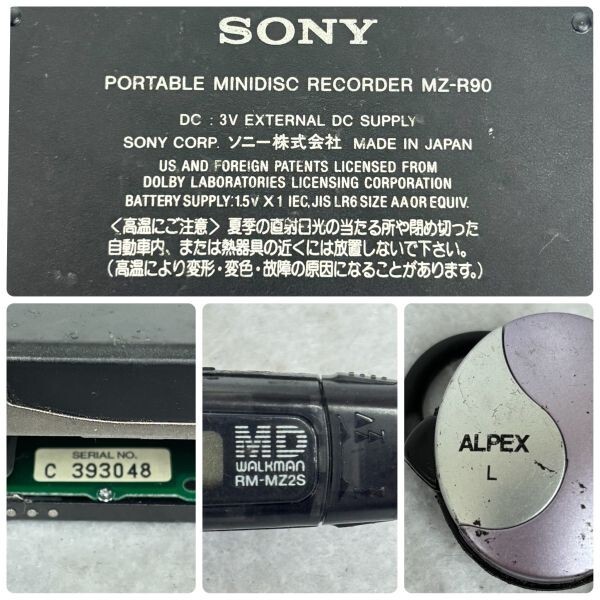 SONY
PORTABLE MINIDISC RECORDER MZ-R90
DC : 3V EXTERNAL DC SUPPLY
SONY CORP. ソニー株式会社 MADE IN JAPAN
US AND FOREIGN PATENTS LICENSED FROM
DOLBY LABORATORIES LICENSING CORPORATION
BATTERY SUPPLY:1.5V X 1 IEC, JIS LR6 SIZE AA OR EQUIV.
〈高温にご注意〉夏季の直射日光の当たる所や閉め切った
自動車内、または熱器具の近くには放置しないで下さい。
(高温により変形・変色・故障の原因になることがあります。)
SERIAL NO.
C 393048
MD
WALKMAN
RM-MZ2S
ALPEX
L